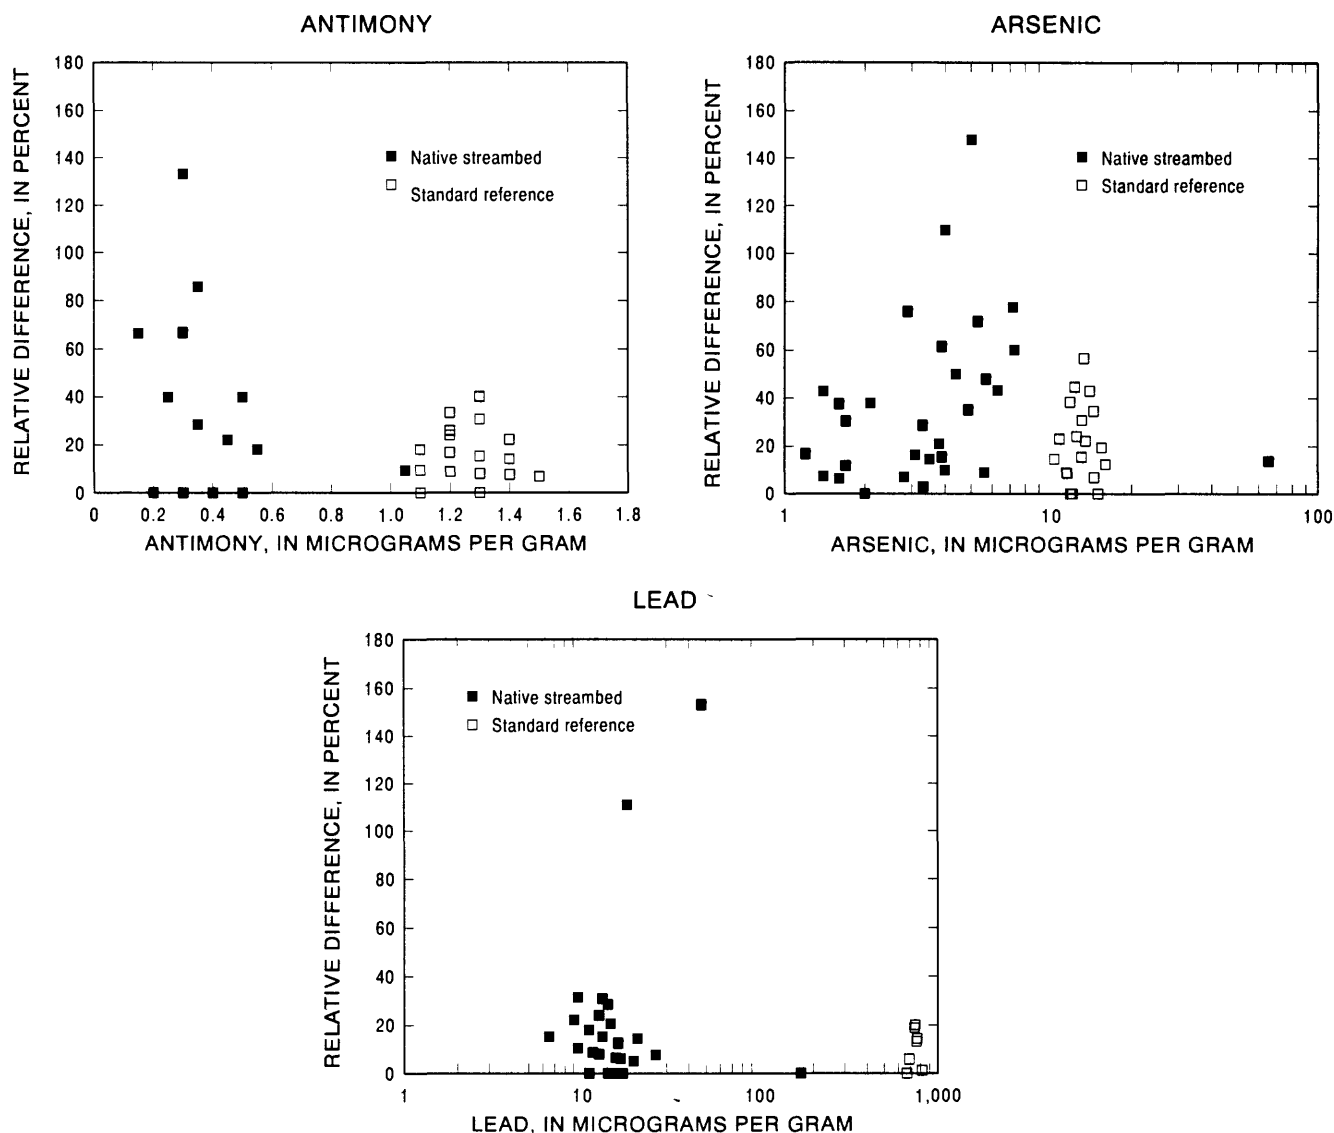 ANTIMONY
RELATIVE DIFFERENCE, IN PERCENT
180
160
140
120
100
80
60
40
20
0
Native streambed
Standard reference
0 0.2 0.4 0.6 0.8 1.0 1.2 1.4 1.6 1.8
ANTIMONY, IN MICROGRAMS PER GRAM
ARSENIC
RELATIVE DIFFERENCE, IN PERCENT
180
160
140
120
100
80
60
40
20
0
Native streambed
Standard reference
1 10 100
ARSENIC, IN MICROGRAMS PER GRAM
LEAD
RELATIVE DIFFERENCE, IN PERCENT
180
160
140
120
100
80
60
40
20
0
Native streambed
Standard reference
1 10 100 1,000
LEAD, IN MICROGRAMS PER GRAM